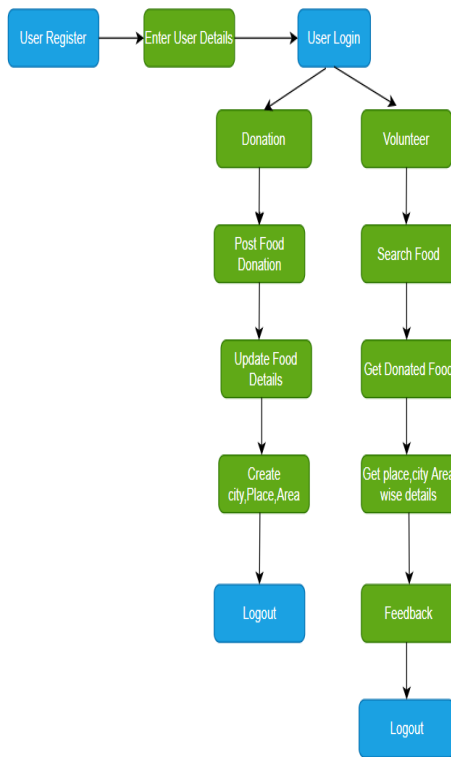 User Register
Enter User Details
User Login
Donation
Volunteer
Post Food
Donation
Search Food
Update Food
Details
Get Donated Food
Create
city,Place,Area
Get place,city Area
wise details
Logout
Feedback
Logout